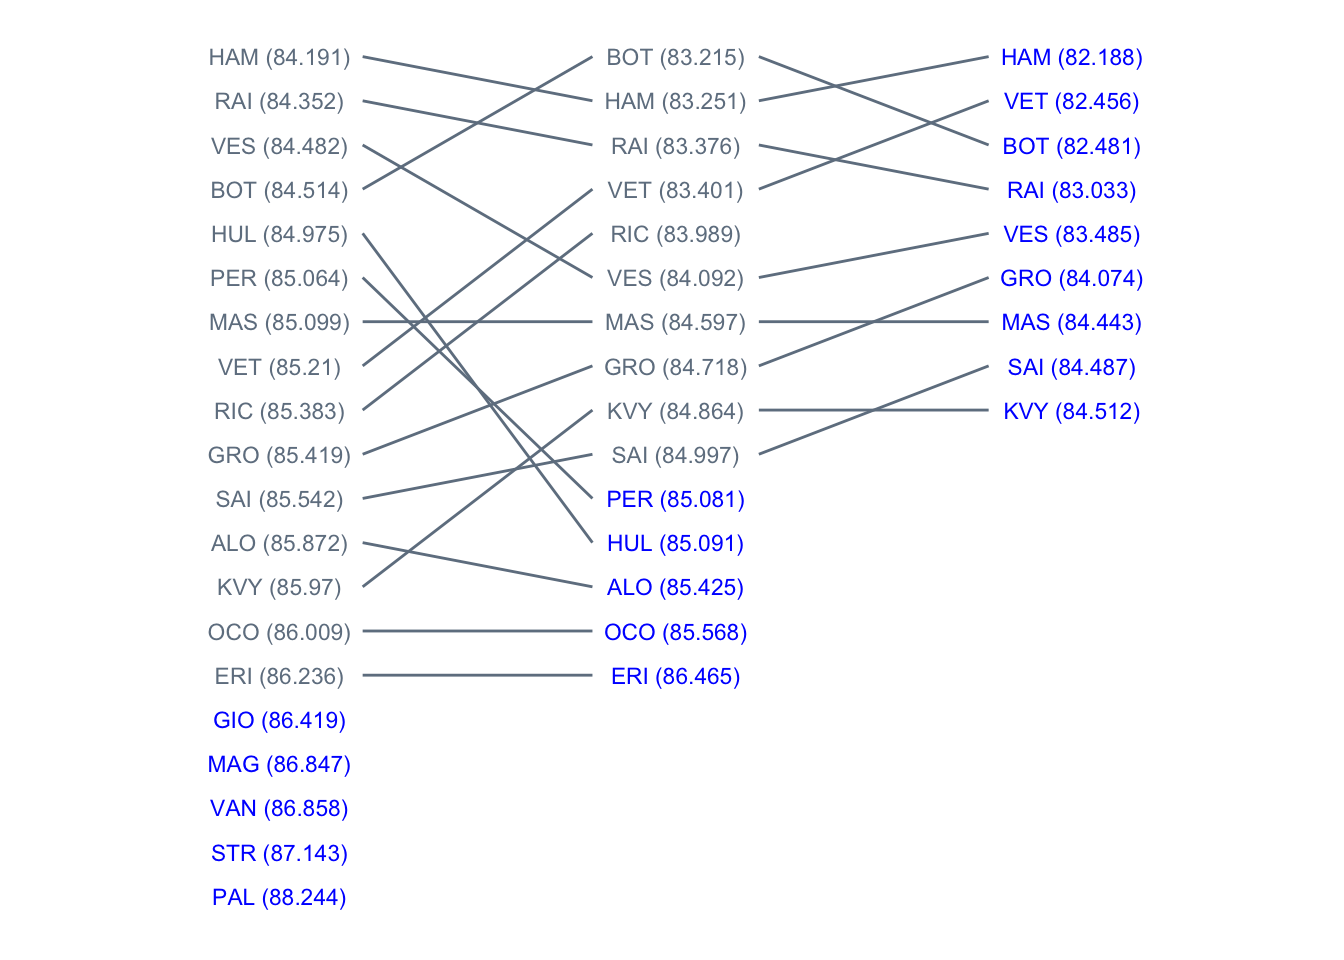 HAM (84.191) BOT (83.215) HAM (82.188)
RAI (84.352) HAM (83.251) VET (82.456)
VES (84.482) RAI (83.376) BOT (82.481)
BOT (84.514) VET (83.401) RAI (83.033)
HUL (84.975) RIC (83.989) VES (83.485)
PER (85.064) VES (84.092) GRO (84.074)
MAS (85.099) MAS (84.597) MAS (84.443)
VET (85.21) GRO (84.718) SAI (84.487)
RIC (85.383) KVY (84.864) KVY (84.512)
GRO (85.419) SAI (84.997)
SAI (85.542) PER (85.081)
ALO (85.872) HUL (85.091)
KVY (85.97) ALO (85.425)
OCO (86.009) OCO (85.568)
ERI (86.236) ERI (86.465)
GIO (86.419)
MAG (86.847)
VAN (86.858)
STR (87.143)
PAL (88.244)